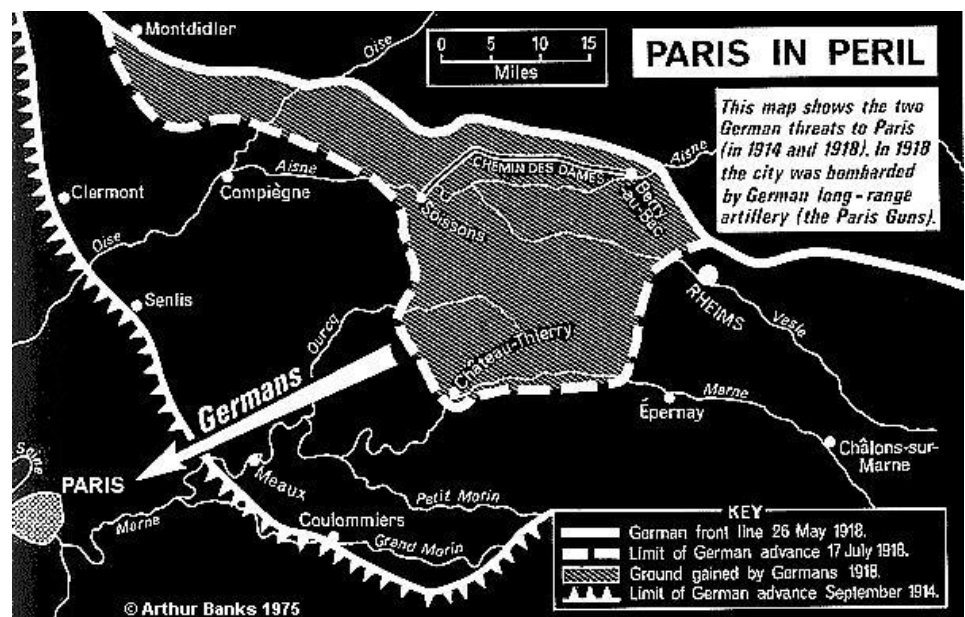 Montdidier
Oise
0 5 10 15
Miles
PARIS IN PERIL
This map shows the two
German threats to Paris
(in 1914 and 1918). In 1918
the city was bombarded
by German long-range
artillery (the Paris Guns).
Aisne
CHEMIN DES DAMES
Aisne
Clermont
Compiègne
Soissons
Berry
-au-Bac
Oise
Senlis
RHEIMS
Vesle
Ourcq
Château-Thierry
Germans
Marne
Épernay
Châlons-sur-
Marne
Seine
PARIS
Meaux
Petit Morin
Marne
Coulommiers
Grand Morin
KEY
German front line 26 May 1918.
Limit of German advance 17 July 1918.
Ground gained by Germans 1918.
Limit of German advance September 1914.
© Arthur Banks 1975